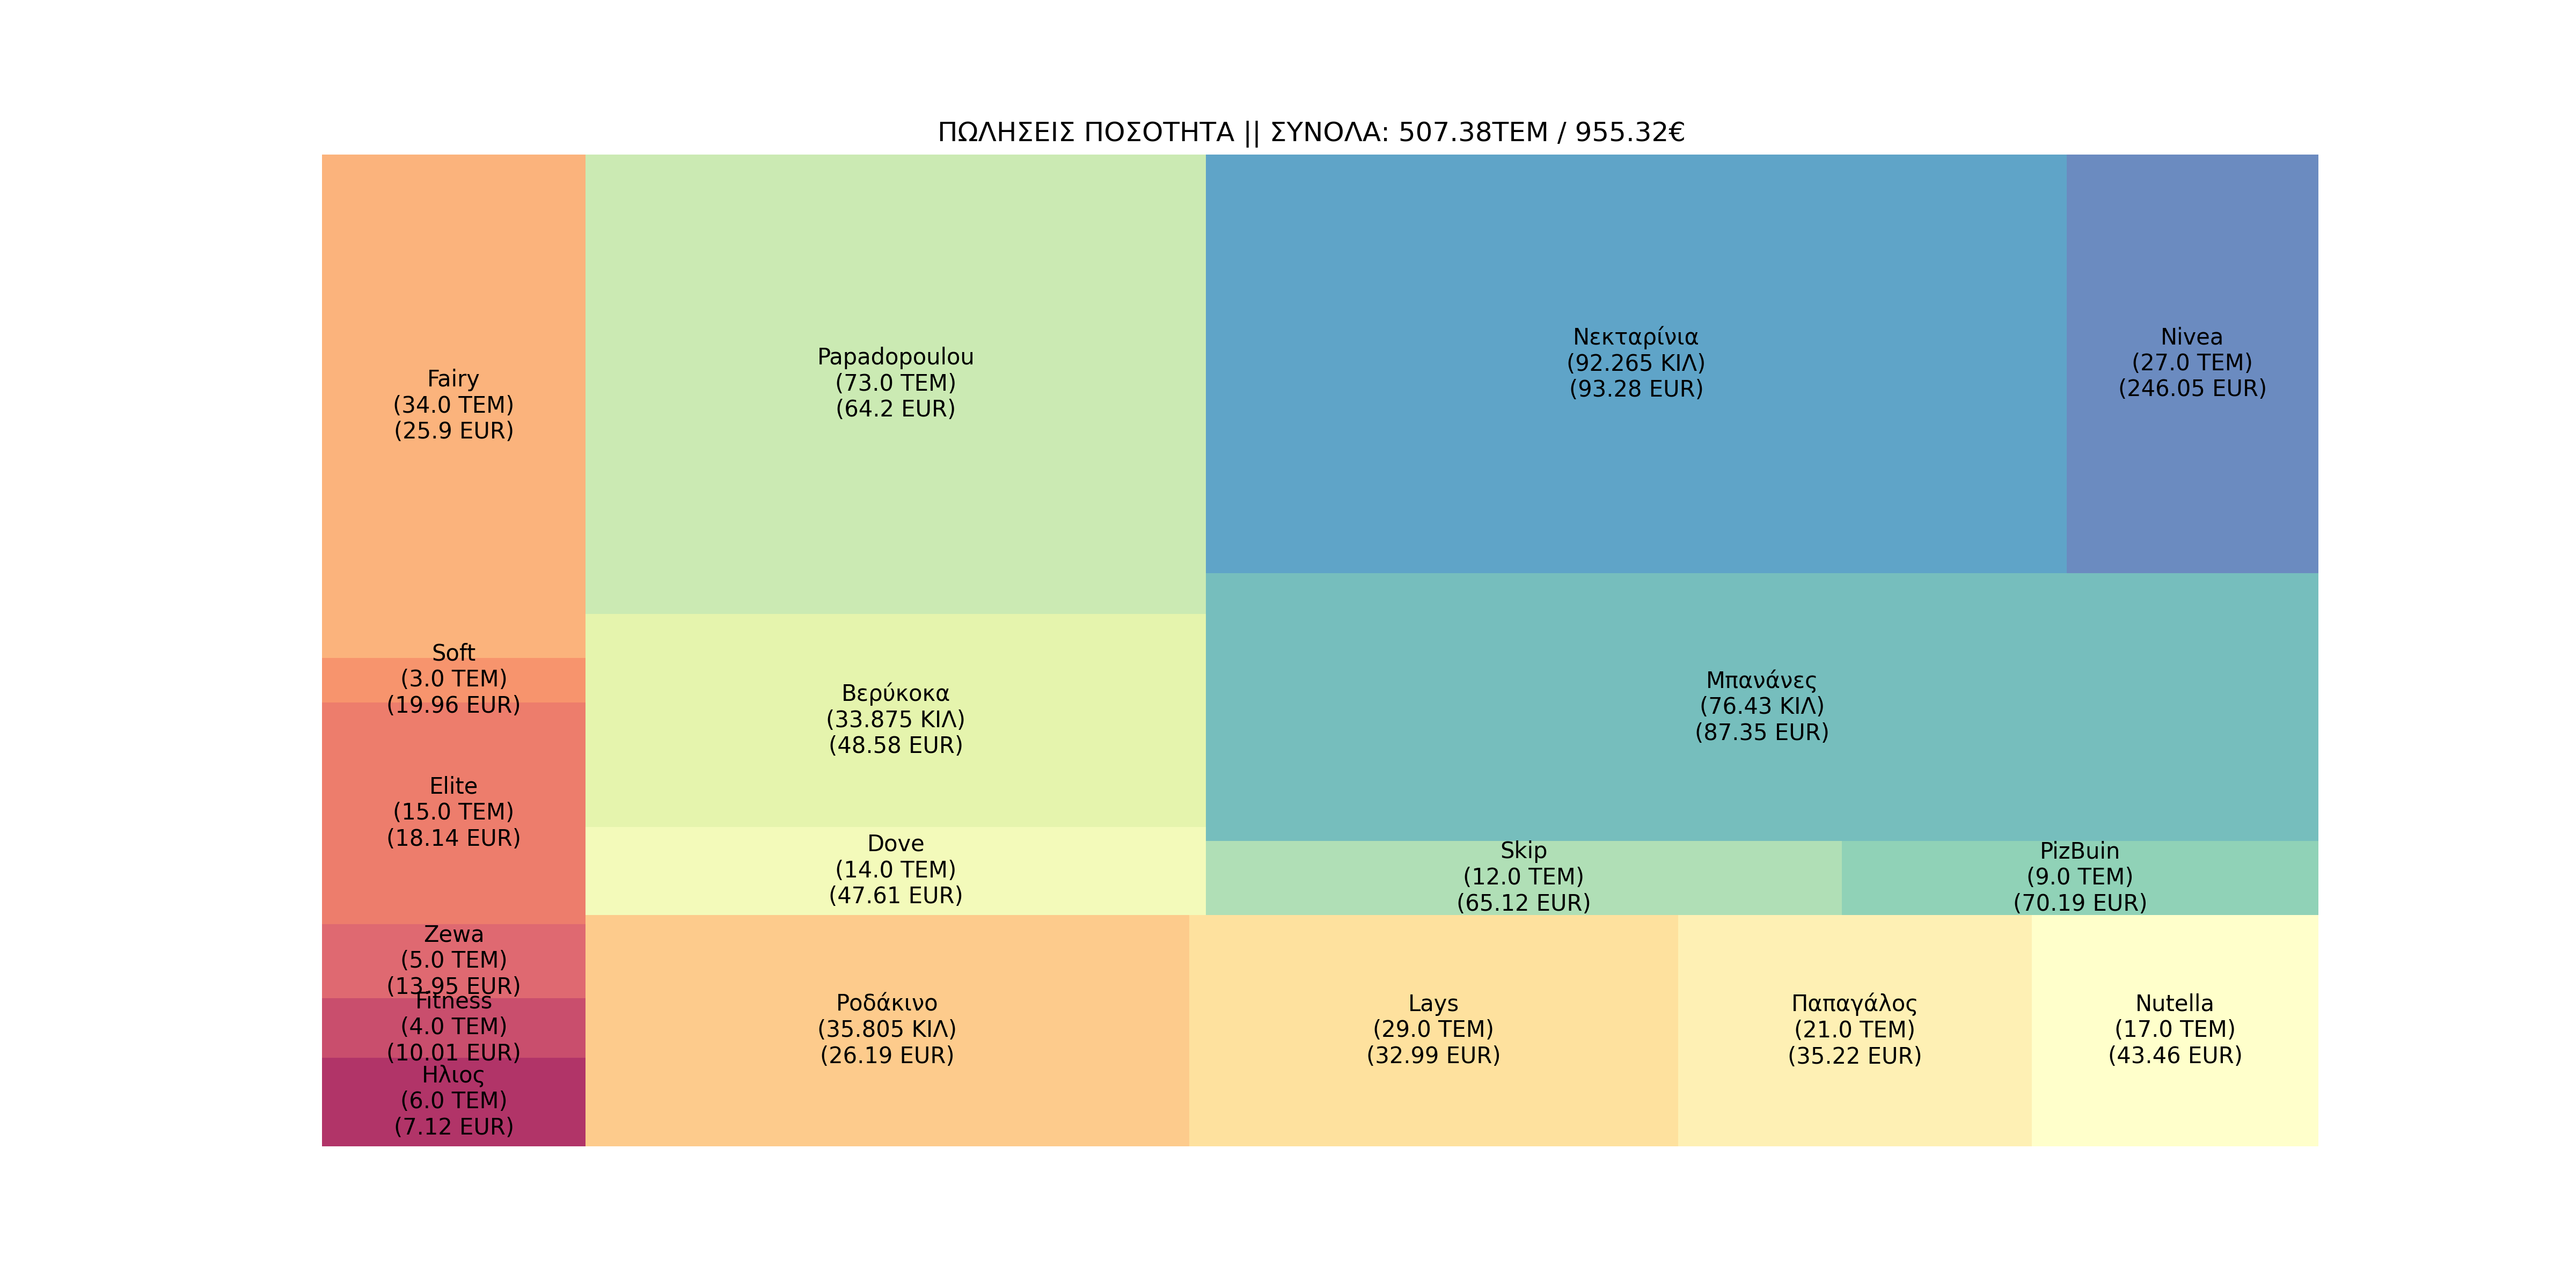 ΠΩΛΗΣΕΙΣ ΠΟΣΟΤΗΤΑ || ΣΥΝΟΛΑ: 507.38ΤΕΜ / 955.32€
Fairy
(34.0 ΤΕΜ)
(25.9 EUR)
Soft
(3.0 ΤΕΜ)
(19.96 EUR)
Elite
(15.0 ΤΕΜ)
(18.14 EUR)
Zewa
(5.0 ΤΕΜ)
(13.95 EUR)
Fitness
(4.0 ΤΕΜ)
(10.01 EUR)
Ηλιος
(6.0 ΤΕΜ)
(7.12 EUR)
Papadopoulou
(73.0 ΤΕΜ)
(64.2 EUR)
Βερύκοκα
(33.875 ΚΙΛ)
(48.58 EUR)
Dove
(14.0 ΤΕΜ)
(47.61 EUR)
Νεκταρίνια
(92.265 ΚΙΛ)
(93.28 EUR)
Nivea
(27.0 ΤΕΜ)
(246.05 EUR)
Μπανάνες
(76.43 ΚΙΛ)
(87.35 EUR)
Skip
(12.0 ΤΕΜ)
(65.12 EUR)
PizBuin
(9.0 ΤΕΜ)
(70.19 EUR)
Ροδάκινο
(35.805 ΚΙΛ)
(26.19 EUR)
Lays
(29.0 ΤΕΜ)
(32.99 EUR)
Παπαγάλος
(21.0 ΤΕΜ)
(35.22 EUR)
Nutella
(17.0 ΤΕΜ)
(43.46 EUR)